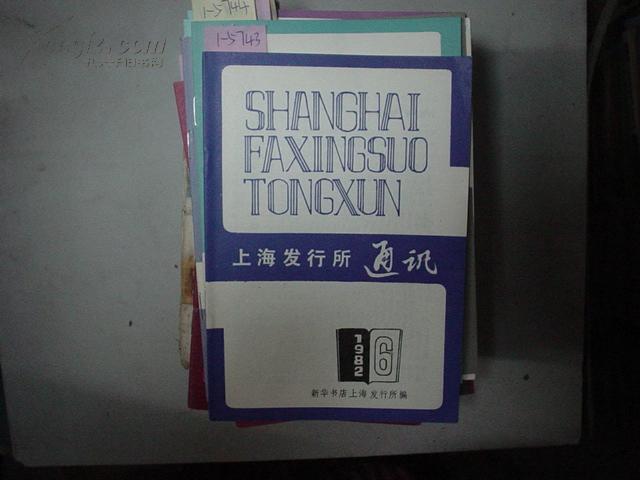 1-5744
1-5743
SHANGHAI
FAXINGSUO
TONGXUN
上海发行所 通讯
1982
6
新华书店上海发行所编